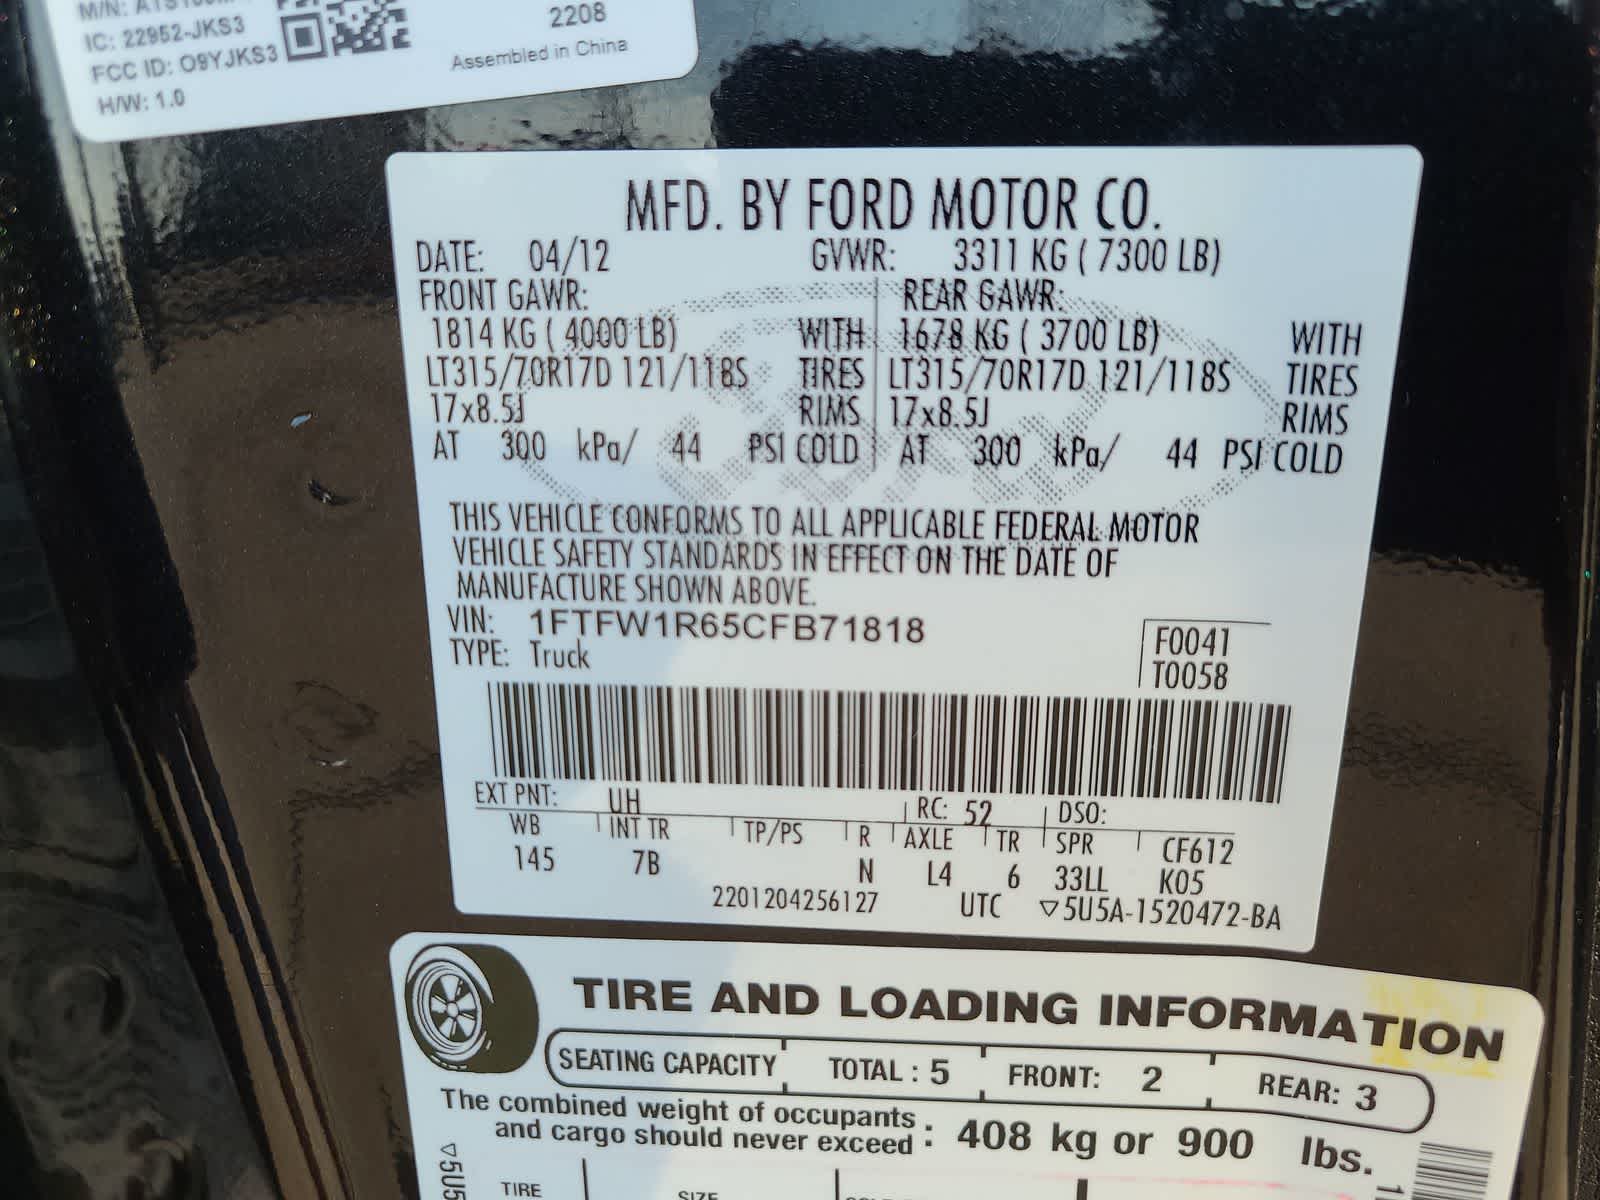 IC: 22952-JKS3
FCC ID: O9YJKS3
H/W: 1.0
2208
Assembled in China
MFD. BY FORD MOTOR CO.
DATE: 04/12 GVWR: 3311 KG ( 7300 LB)
FRONT GAWR: REAR GAWR:
1814 KG ( 4000 LB) WITH 1678 KG ( 3700 LB) WITH
LT315/70R17D 121/118S TIRES LT315/70R17D 121/118S TIRES
17x8.5J RIMS 17x8.5J RIMS
AT 300 kPa/ 44 PSI COLD AT 300 kPa/ 44 PSI COLD
Ford
THIS VEHICLE CONFORMS TO ALL APPLICABLE FEDERAL MOTOR
VEHICLE SAFETY STANDARDS IN EFFECT ON THE DATE OF
MANUFACTURE SHOWN ABOVE.
VIN: 1FTFW1R65CFB71818
TYPE: Truck
F0041
T0058
EXT PNT: UH RC: 52 DSO:
WB INT TR TP/PS R AXLE TR SPR CF612
145 7B N L4 6 33LL K05
2201204256127 UTC ▽5U5A-1520472-BA
TIRE AND LOADING INFORMATION
SEATING CAPACITY TOTAL : 5 FRONT: 2 REAR: 3
The combined weight of occupants
and cargo should never exceed : 408 kg or 900 lbs.
TIRE SIZE